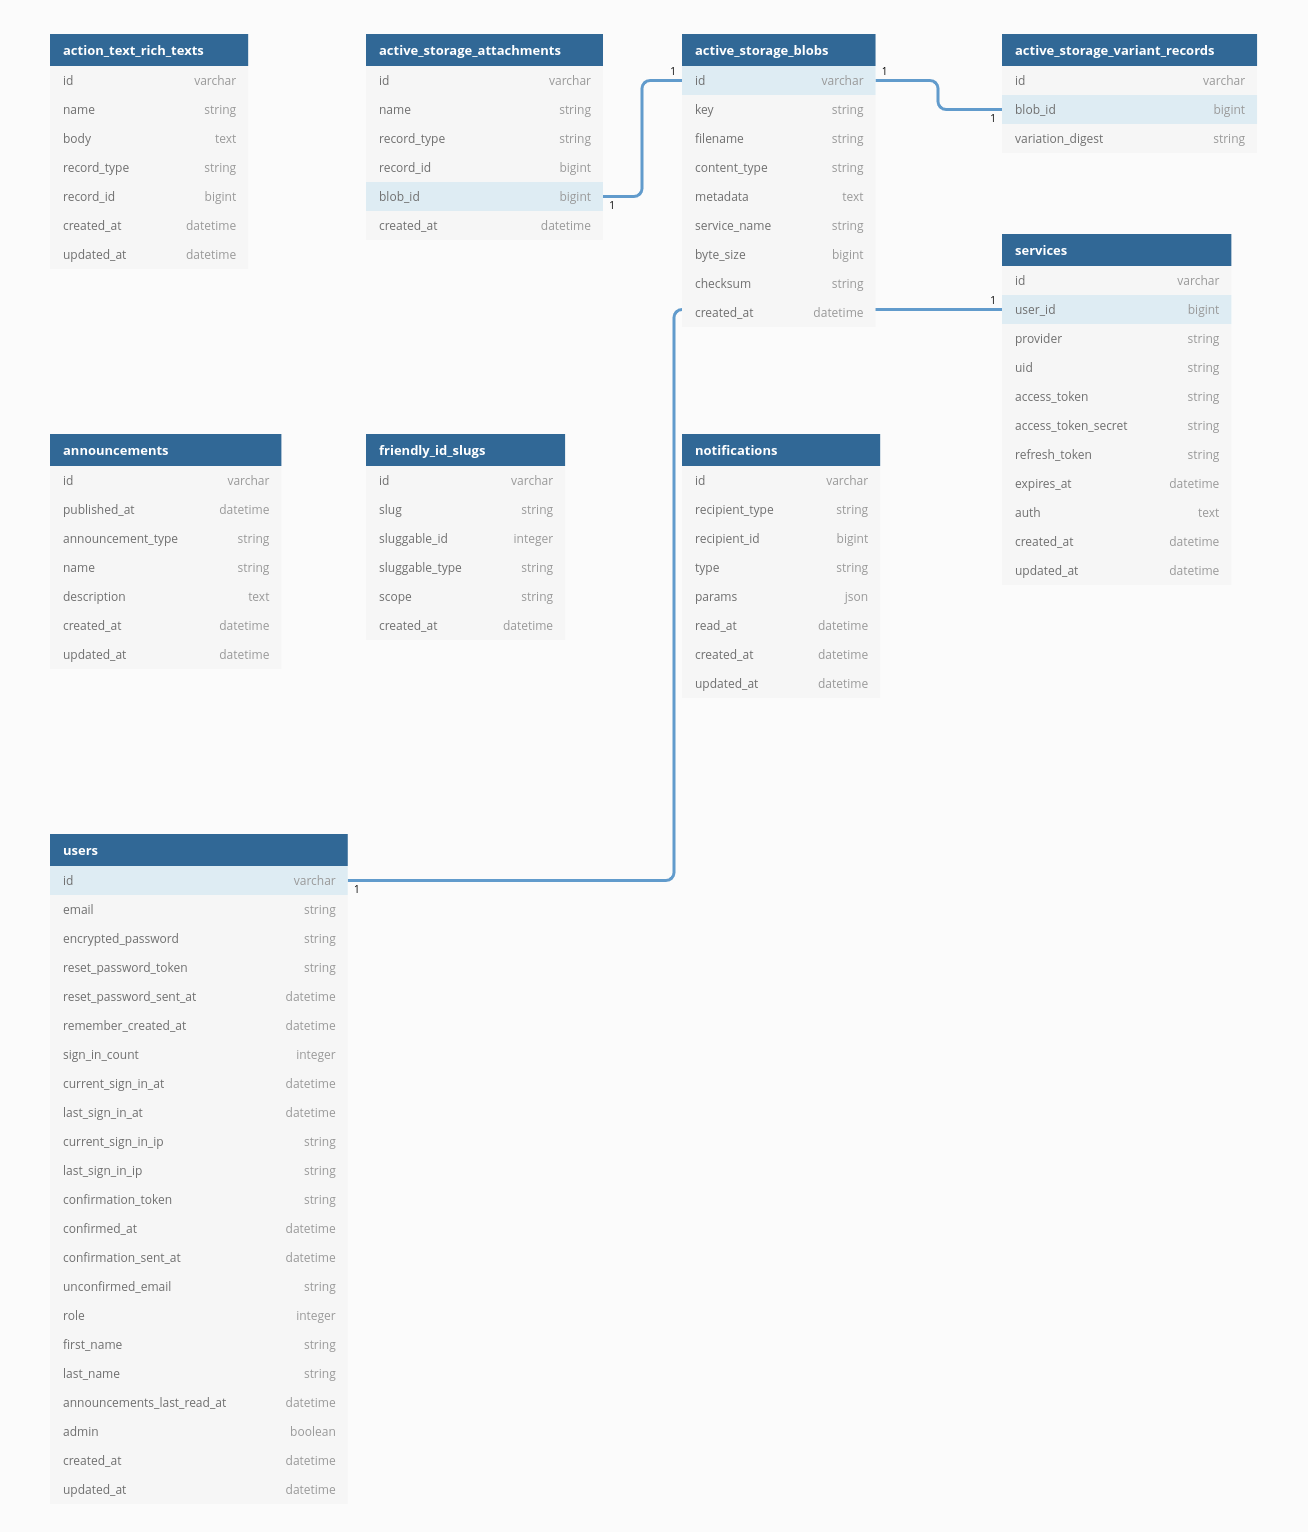 action_text_rich_texts
id varchar
name string
body text
record_type string
record_id bigint
created_at datetime
updated_at datetime
active_storage_attachments
id varchar
name string
record_type string
record_id bigint
blob_id bigint
created_at datetime
1
1
active_storage_blobs
id varchar
key string
filename string
content_type string
metadata text
service_name string
byte_size bigint
checksum string
created_at datetime
1
1
active_storage_variant_records
id varchar
blob_id bigint
variation_digest string
1
services
id varchar
user_id bigint
provider string
uid string
access_token string
access_token_secret string
refresh_token string
expires_at datetime
auth text
created_at datetime
updated_at datetime
announcements
id varchar
published_at datetime
announcement_type string
name string
description text
created_at datetime
updated_at datetime
friendly_id_slugs
id varchar
slug string
sluggable_id integer
sluggable_type string
scope string
created_at datetime
notifications
id varchar
recipient_type string
recipient_id bigint
type string
params json
read_at datetime
created_at datetime
updated_at datetime
users
id varchar
1
email string
encrypted_password string
reset_password_token string
reset_password_sent_at datetime
remember_created_at datetime
sign_in_count integer
current_sign_in_at datetime
last_sign_in_at datetime
current_sign_in_ip string
last_sign_in_ip string
confirmation_token string
confirmed_at datetime
confirmation_sent_at datetime
unconfirmed_email string
role integer
first_name string
last_name string
announcements_last_read_at datetime
admin boolean
created_at datetime
updated_at datetime